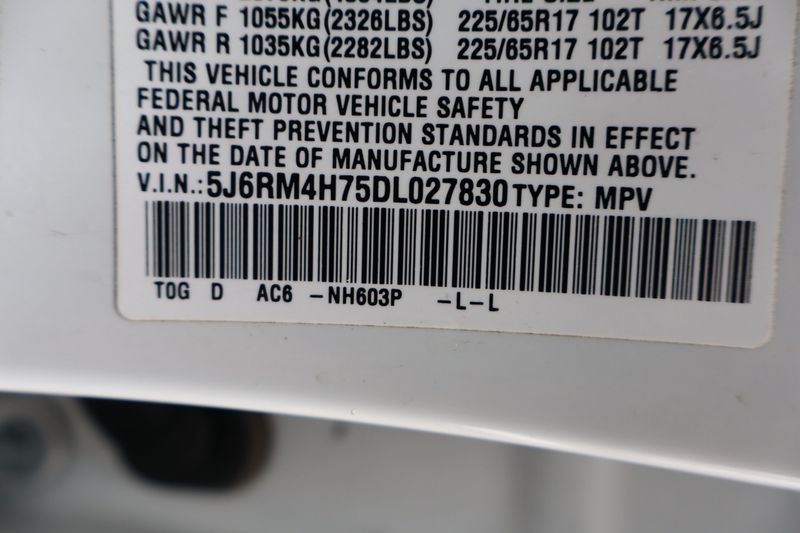 GAWR F 1055KG(2326LBS) 225/65R17 102T 17X6.5J
GAWR R 1035KG(2282LBS) 225/65R17 102T 17X6.5J
THIS VEHICLE CONFORMS TO ALL APPLICABLE
FEDERAL MOTOR VEHICLE SAFETY
AND THEFT PREVENTION STANDARDS IN EFFECT
ON THE DATE OF MANUFACTURE SHOWN ABOVE.
V.I.N.: 5J6RM4H75DL027830 TYPE: MPV
TOG D AC6 -NH603P -L-L